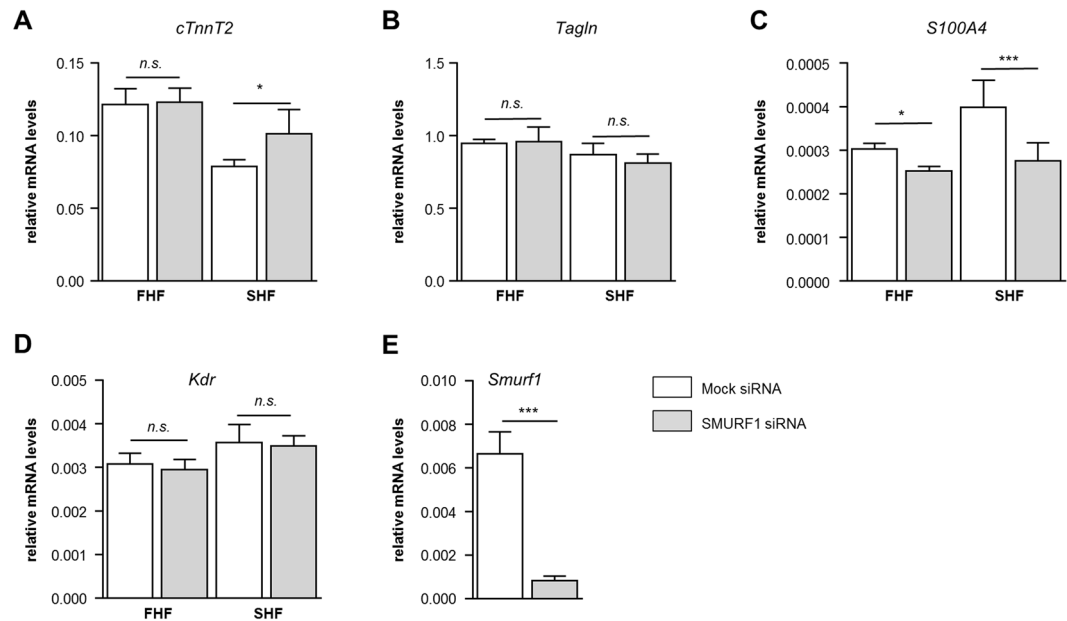 A
cTnnT2
relative mRNA levels
0.15
0.10
0.05
0.00
n.s.
*
FHF
SHF
B
Tagln
relative mRNA levels
1.5
1.0
0.5
1.0
n.s.
n.s.
FHF
SHF
C
S100A4
relative mRNA levels
0.0005
0.0004
0.0003
0.0002
0.0001
0.0000
*
***
FHF
SHF
D
Kdr
relative mRNA levels
0.005
0.004
0.003
0.002
0.001
0.000
n.s.
n.s.
FHF
SHF
E
Smurf1
relative mRNA levels
0.010
0.008
0.006
0.004
0.002
0.000
***
Mock siRNA
SMURF1 siRNA